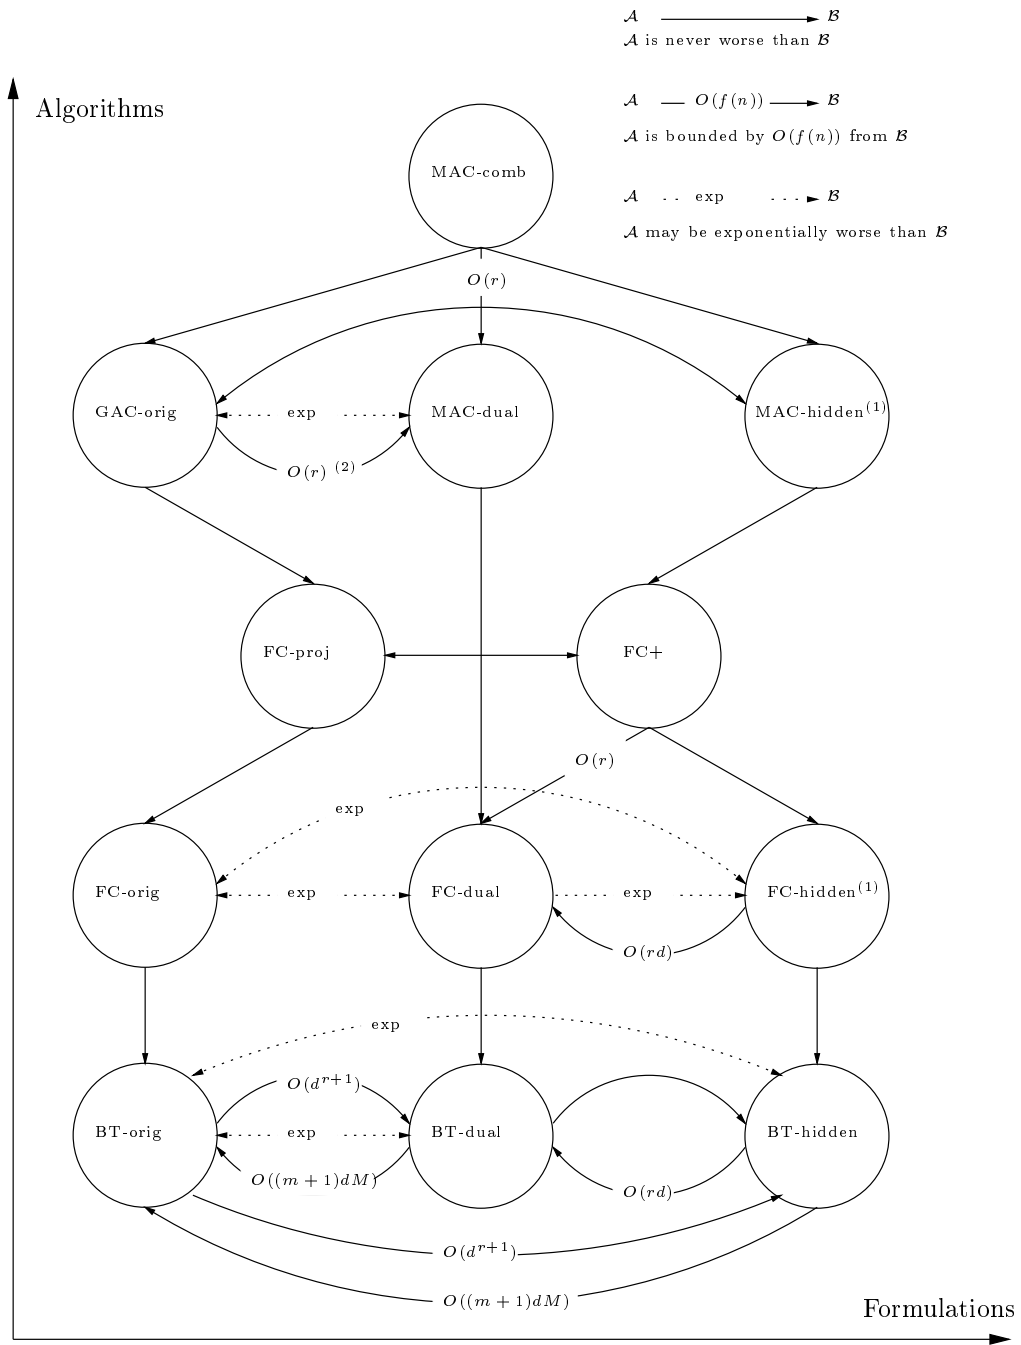 𝒜 ℬ
𝒜 is never worse than ℬ
Algorithms
𝒜 O(f(n)) ℬ
𝒜 is bounded by O(f(n)) from ℬ
MAC-comb
𝒜 exp ℬ
𝒜 may be exponentially worse than ℬ
O(r)
GAC-orig exp MAC-dual MAC-hidden(1)
O(r) (2)
FC-proj FC+
O(r)
exp
FC-orig exp FC-dual exp FC-hidden(1)
O(rd)
exp
O(d^{r+1})
BT-orig exp BT-dual BT-hidden
O((m + 1)dM) O(rd)
O(d^{r+1})
O((m + 1)dM)
Formulations